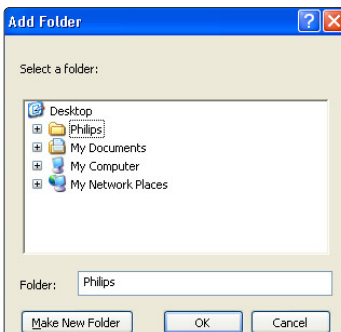 Add Folder
Select a folder:
Desktop
Philips
My Documents
My Computer
My Network Places
Folder: Philips
Make New Folder OK Cancel